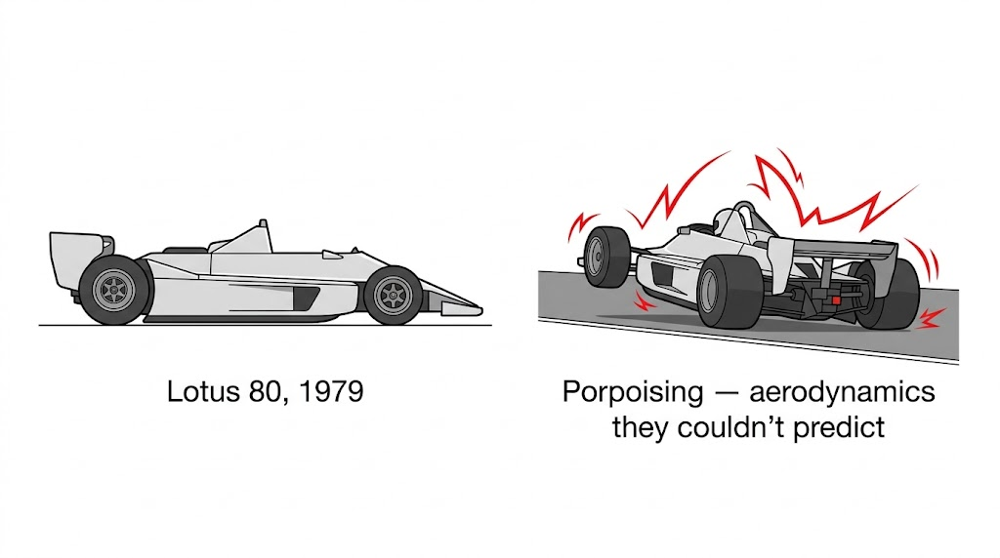 Lotus 80, 1979
Porpoising — aerodynamics
they couldn’t predict